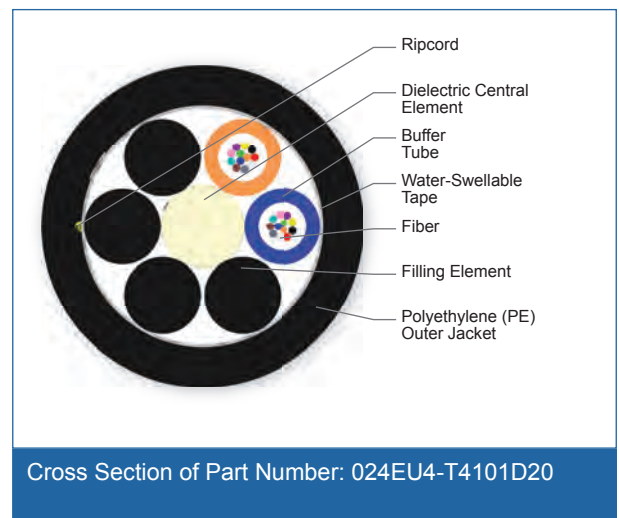 Ripcord
Dielectric Central
Element
Buffer
Tube
Water-Swellable
Tape
Fiber
Filling Element
Polyethylene (PE)
Outer Jacket
Cross Section of Part Number: 024EU4-T4101D20